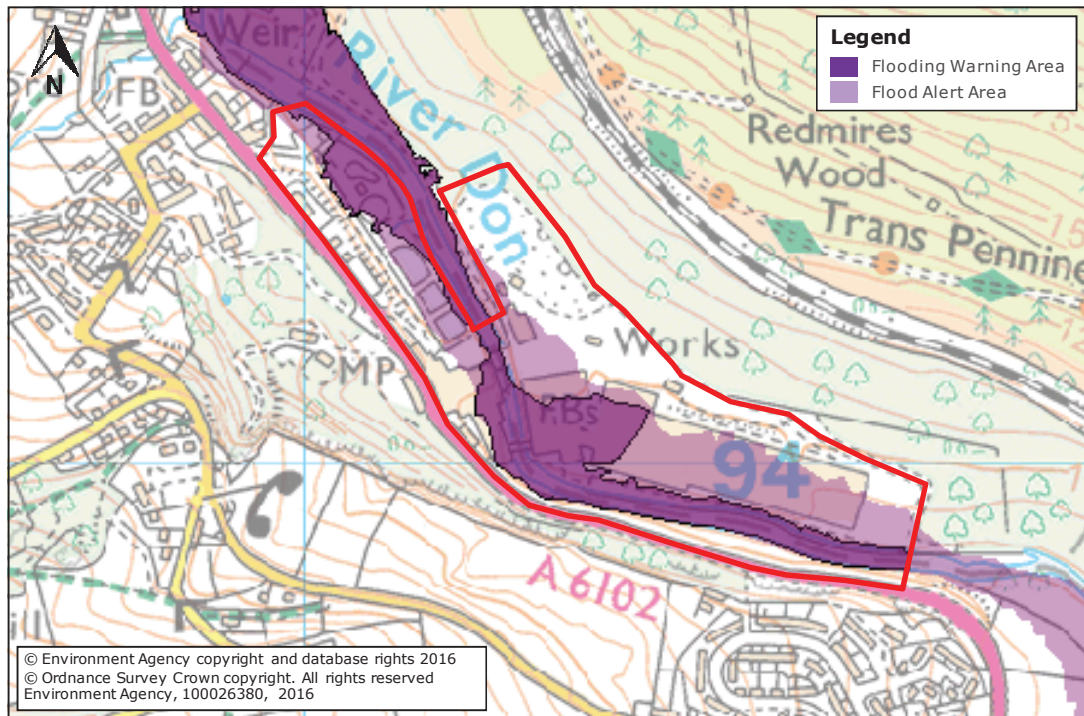 N
Legend
Flooding Warning Area
Flood Alert Area
Weir
River Don
FB
Redmires
Wood
Trans Pennine
Works
MP
FBs
94
A 6102
© Environment Agency copyright and database rights 2016
© Ordnance Survey Crown copyright. All rights reserved
Environment Agency, 100026380, 2016